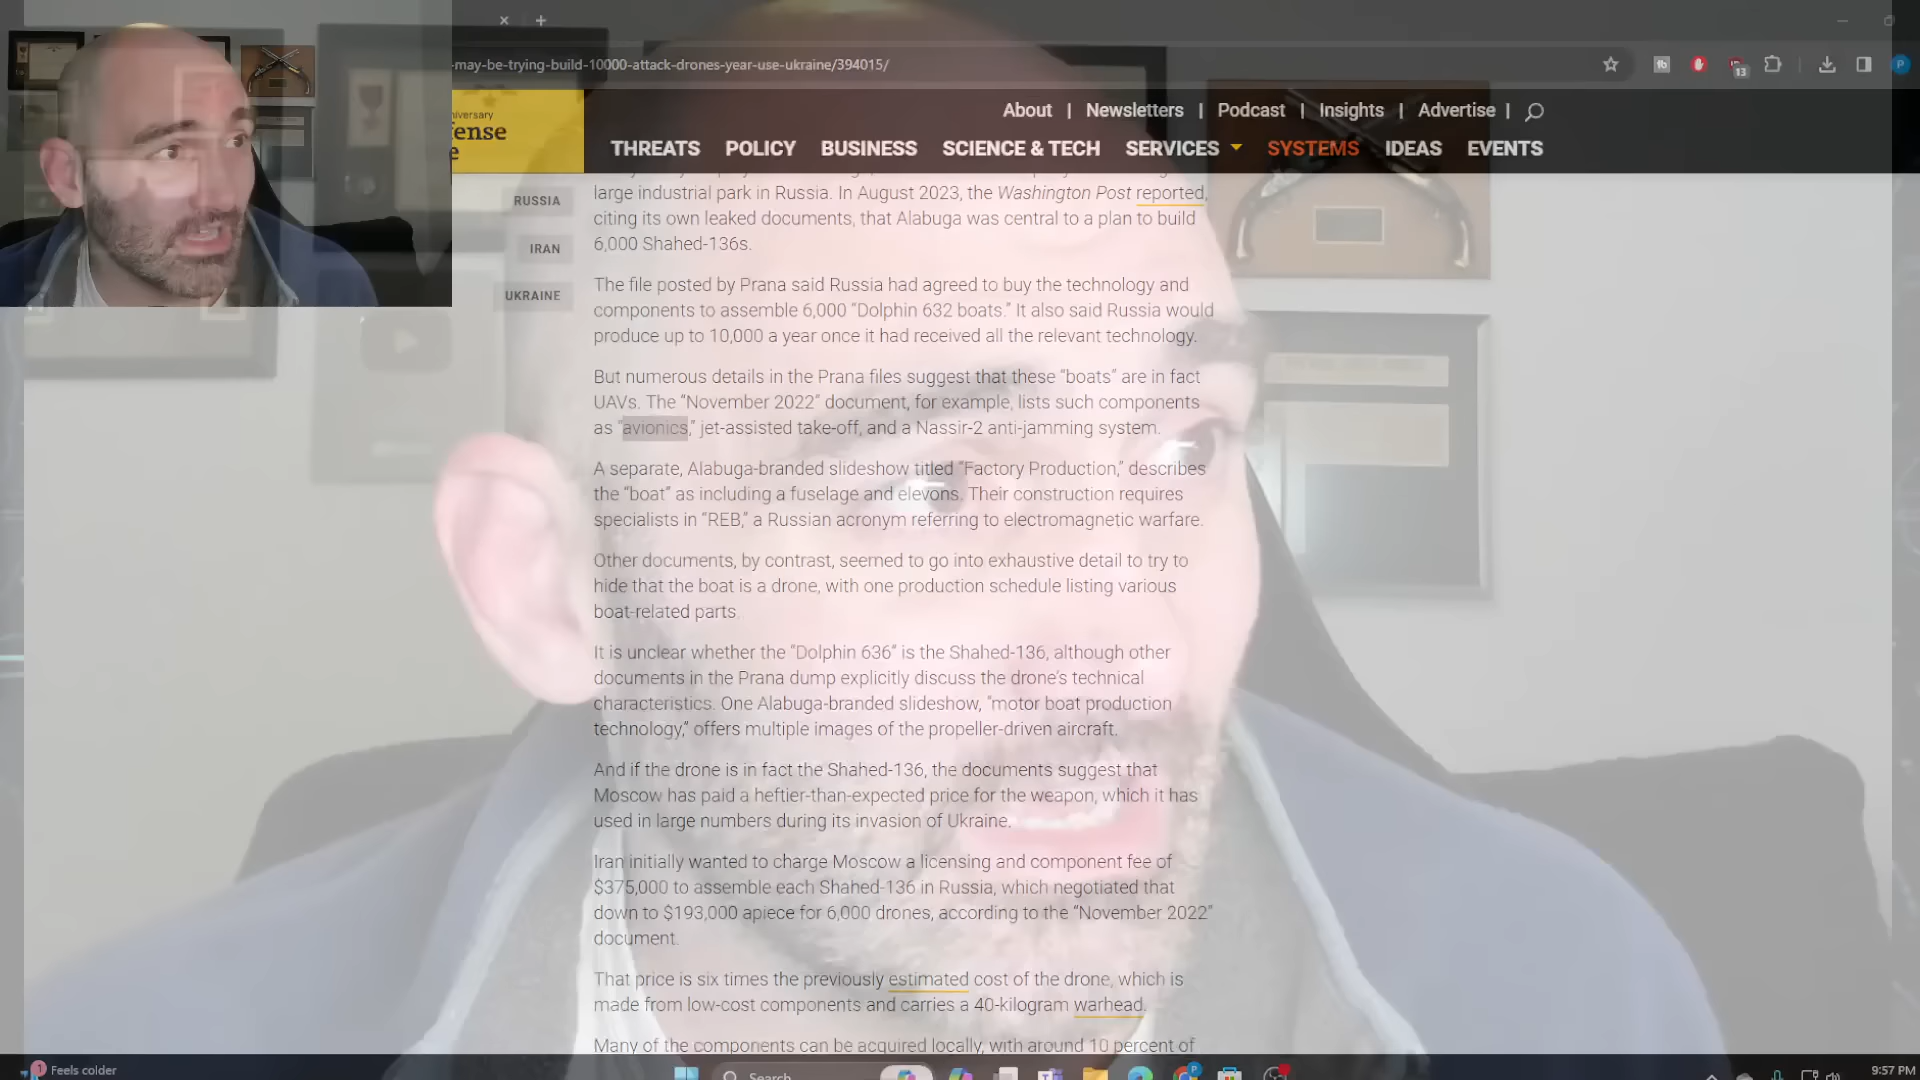 -may-be-trying-build-10000-attack-drones-year-use-ukraine/394015/
13
P
niversary
fense
e
About | Newsletters | Podcast | Insights | Advertise |
THREATS POLICY BUSINESS SCIENCE & TECH SERVICES SYSTEMS IDEAS EVENTS
RUSSIA
IRAN
UKRAINE
large industrial park in Russia. In August 2023, the Washington Post reported,
citing its own leaked documents, that Alabuga was central to a plan to build
6,000 Shahed-136s.
The file posted by Prana said Russia had agreed to buy the technology and
components to assemble 6,000 “Dolphin 632 boats.” It also said Russia would
produce up to 10,000 a year once it had received all the relevant technology.
But numerous details in the Prana files suggest that these “boats” are in fact
UAVs. The “November 2022” document, for example, lists such components
as “avionics,” jet-assisted take-off, and a Nassir-2 anti-jamming system.
A separate, Alabuga-branded slideshow titled “Factory Production,” describes
the “boat” as including a fuselage and elevons. Their construction requires
specialists in “REB,” a Russian acronym referring to electromagnetic warfare.
Other documents, by contrast, seemed to go into exhaustive detail to try to
hide that the boat is a drone, with one production schedule listing various
boat-related parts.
It is unclear whether the “Dolphin 636” is the Shahed-136, although other
documents in the Prana dump explicitly discuss the drone’s technical
characteristics. One Alabuga-branded slideshow, “motor boat production
technology,” offers multiple images of the propeller-driven aircraft.
And if the drone is in fact the Shahed-136, the documents suggest that
Moscow has paid a heftier-than-expected price for the weapon, which it has
used in large numbers during its invasion of Ukraine.
Iran initially wanted to charge Moscow a licensing and component fee of
$375,000 to assemble each Shahed-136 in Russia, which negotiated that
down to $193,000 apiece for 6,000 drones, according to the “November 2022”
document.
That price is six times the previously estimated cost of the drone, which is
made from low-cost components and carries a 40-kilogram warhead.
Many of the components can be acquired locally, with around 10 percent of
1
Feels colder
Search
9:57 PM